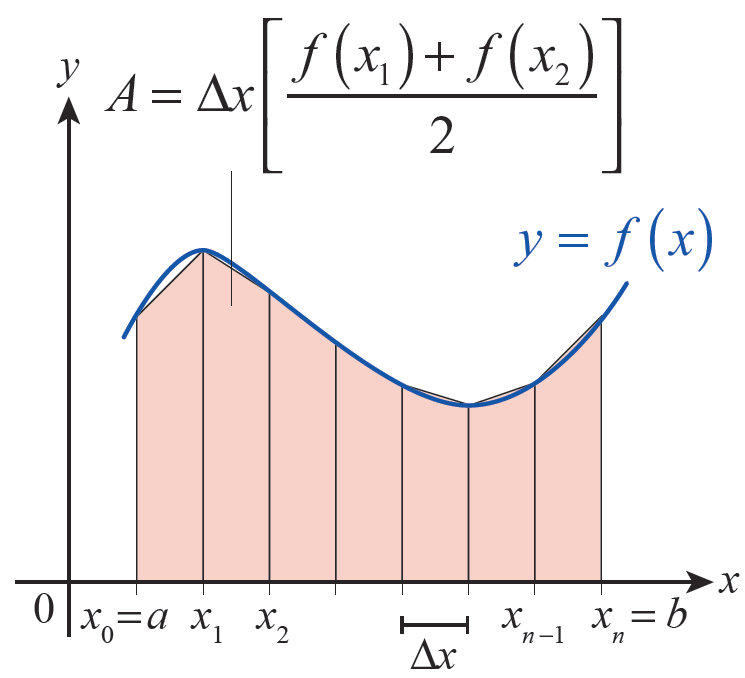 y
A = Δx[(f(x₁) + f(x₂))/2]
y = f(x)
x
0 x₀=a x₁ x₂ xₙ₋₁ xₙ = b
Δx